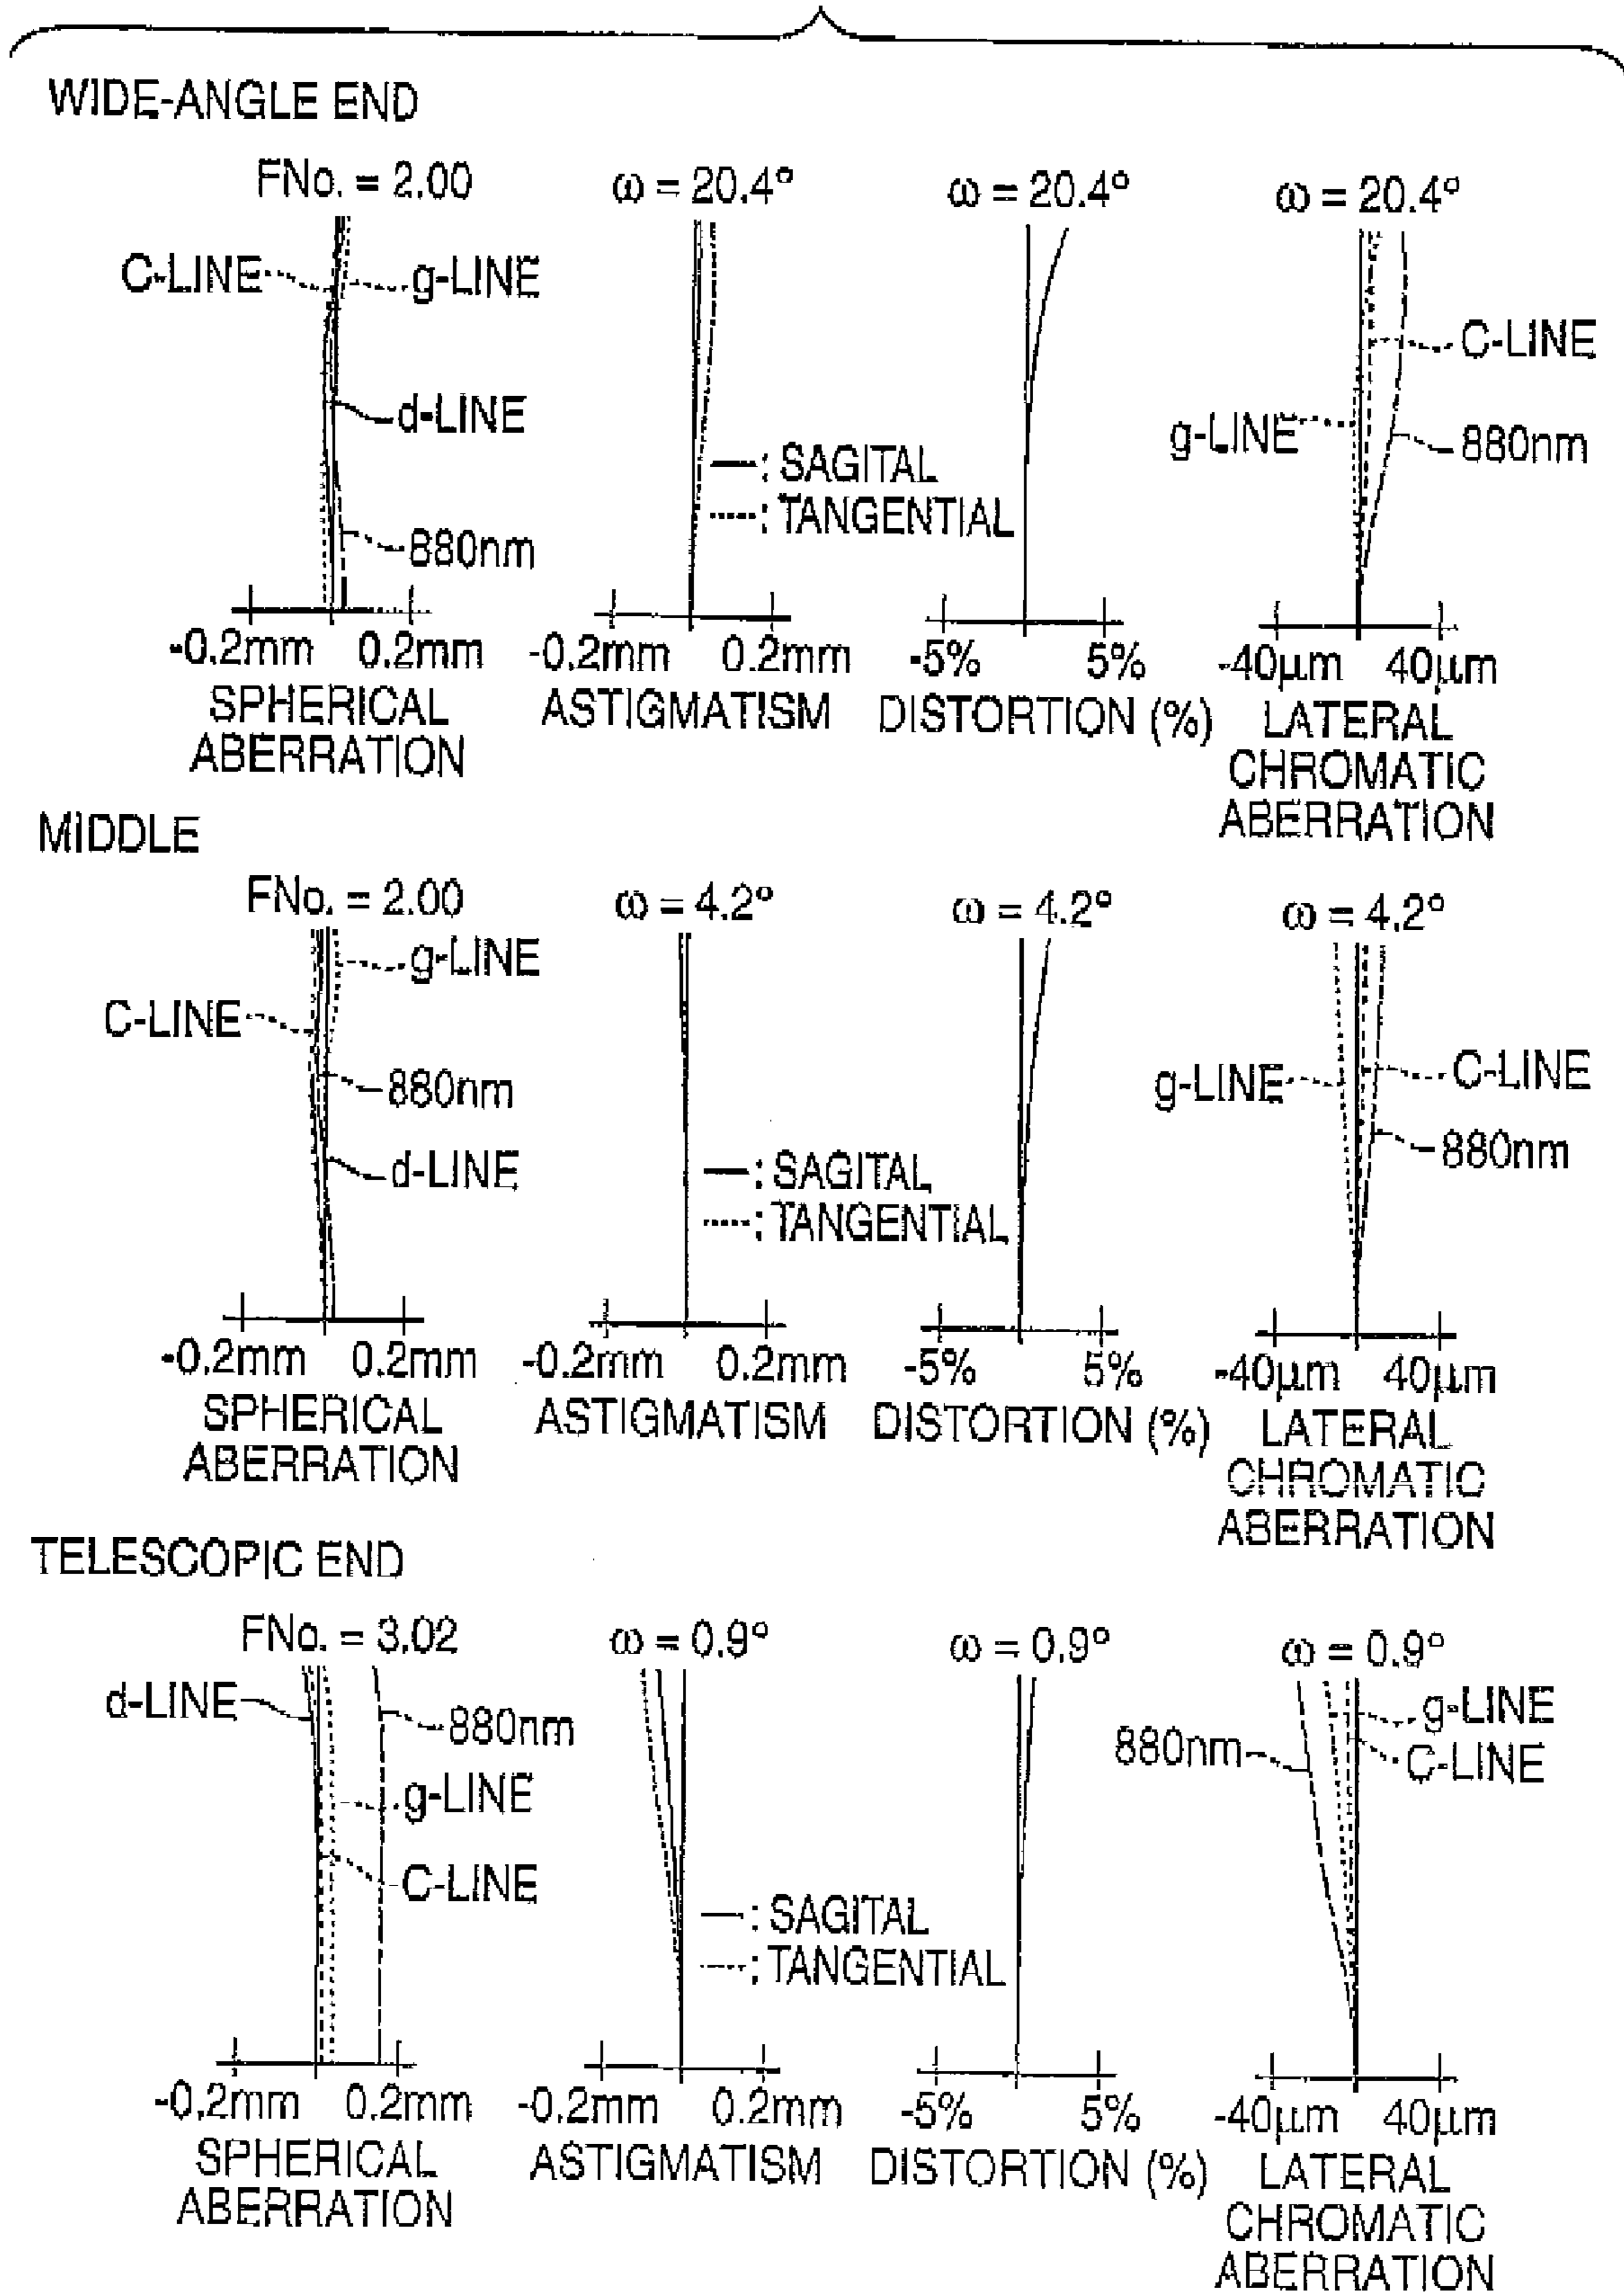 WIDE-ANGLE END
FNo. = 2.00
ω = 20.4°
ω = 20.4°
ω = 20.4°
C-LINE
g-LINE
d-LINE
880nm
-0.2mm 0.2mm
SPHERICAL
ABERRATION
—: SAGITAL
-----: TANGENTIAL
-0.2mm 0.2mm
ASTIGMATISM
-5% 5%
DISTORTION (%)
C-LINE
g-LINE
880nm
-40μm 40μm
LATERAL
CHROMATIC
ABERRATION
MIDDLE
FNo. = 2.00
ω = 4.2°
ω = 4.2°
ω = 4.2°
g-LINE
C-LINE
880nm
d-LINE
-0.2mm 0.2mm
SPHERICAL
ABERRATION
—: SAGITAL
-----: TANGENTIAL
-0.2mm 0.2mm
ASTIGMATISM
-5% 5%
DISTORTION (%)
g-LINE
C-LINE
880nm
-40μm 40μm
LATERAL
CHROMATIC
ABERRATION
TELESCOPIC END
FNo. = 3.02
ω = 0.9°
ω = 0.9°
ω = 0.9°
d-LINE
880nm
g-LINE
C-LINE
-0.2mm 0.2mm
SPHERICAL
ABERRATION
—: SAGITAL
-----: TANGENTIAL
-0.2mm 0.2mm
ASTIGMATISM
-5% 5%
DISTORTION (%)
g-LINE
880nm
C-LINE
-40μm 40μm
LATERAL
CHROMATIC
ABERRATION